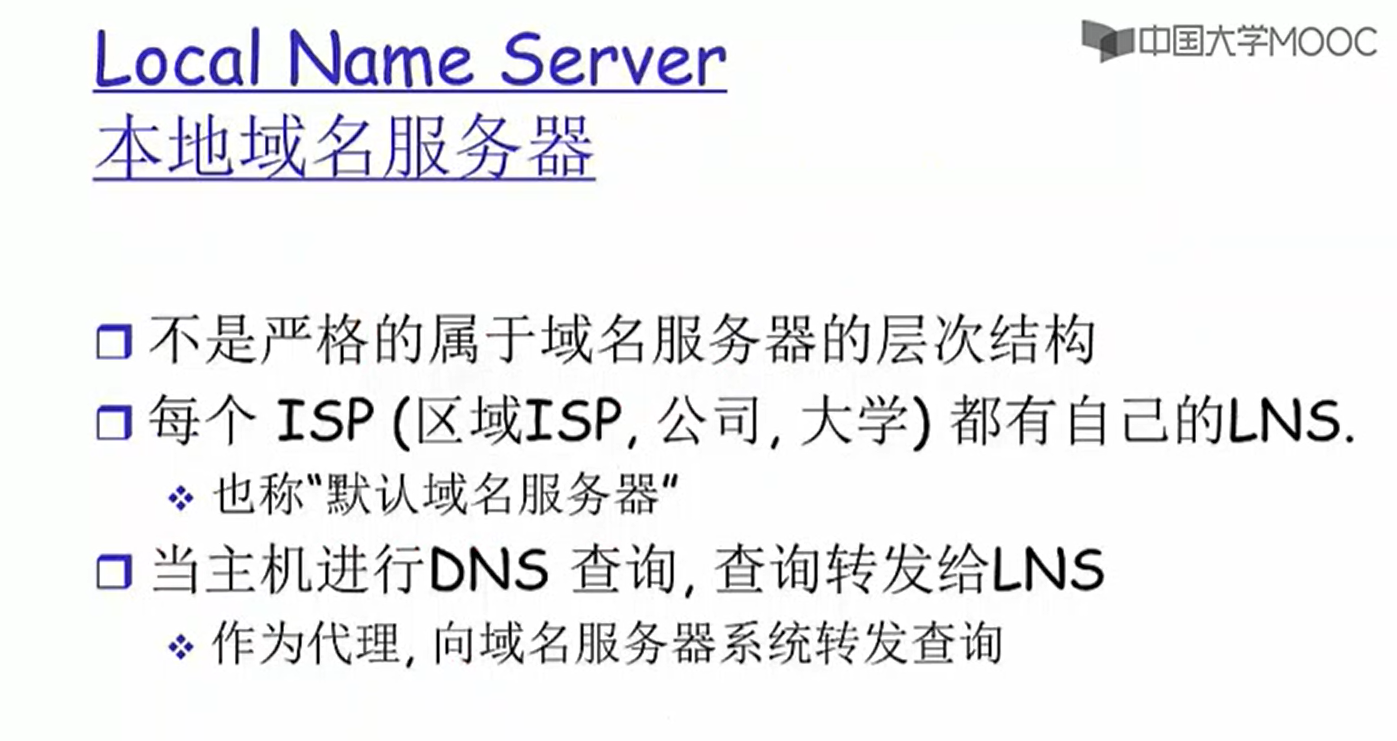 Local Name Server
中国大学MOOC
本地域名服务器
不是严格的属于域名服务器的层次结构
每个 ISP (区域ISP, 公司, 大学) 都有自己的LNS.
也称“默认域名服务器”
当主机进行DNS 查询, 查询转发给LNS
作为代理, 向域名服务器系统转发查询